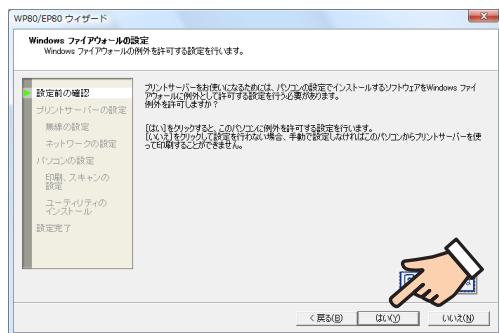 WP80/EP80 ウィザード
Windows ファイアウォールの設定
Windows ファイアウォールの例外を許可する設定を行います。
設定前の確認
プリントサーバーの設定
無線の設定
ネットワークの設定
パソコンの設定
印刷、スキャンの
設定
ユーティリティの
インストール
設定完了
プリントサーバーをお使いになるためには、パソコンの設定でインストールするソフトウェアをWindows ファイ
アウォールに例外として許可する設定を行う必要があります。
例外を許可しますか？
[はい]をクリックすると、このパソコンに例外を許可する設定を行います。
[いいえ]をクリックして設定を行わない場合、手動で設定しなければこのパソコンからプリントサーバーを使
って印刷することができません。
< 戻る(B)
はい(Y)
いいえ(N)